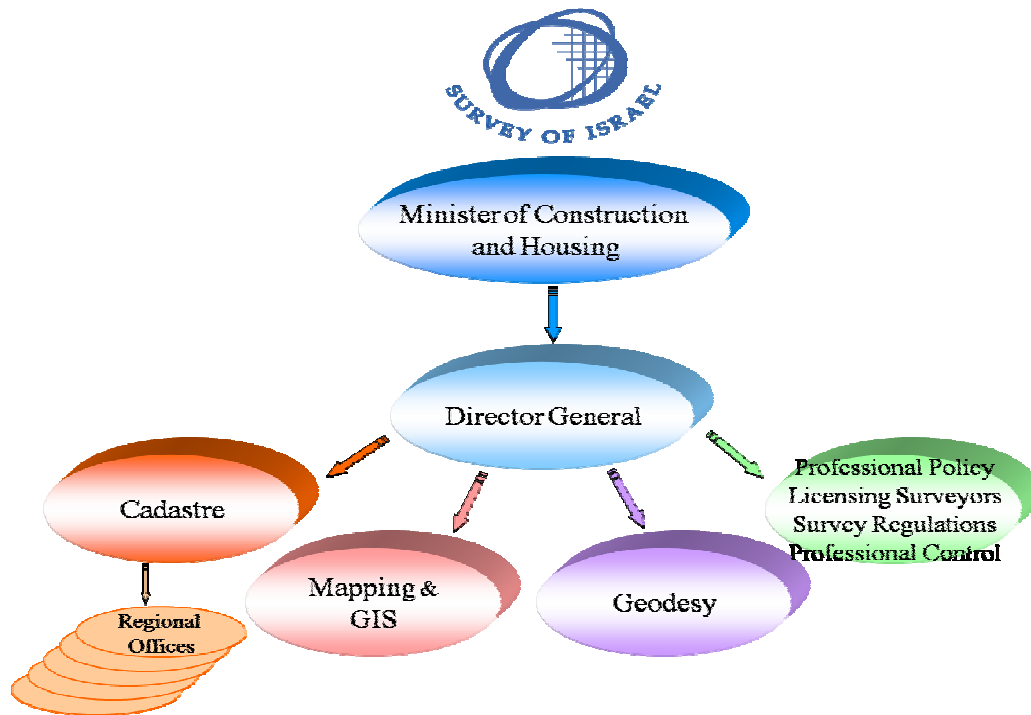 SURVEY OF ISRAEL
Minister of Construction
and Housing
Director General
Cadastre
Mapping &
GIS
Geodesy
Professional Policy
Licensing Surveyors
Survey Regulations
Professional Control
Regional
Offices